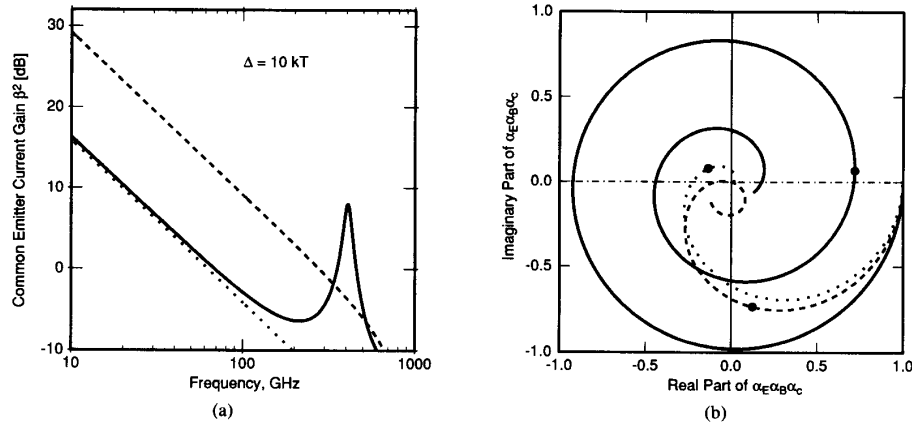 30
20
10
0
-10
10
100
1000
Common Emitter Current Gain β² [dB]
Δ = 10 kT
Frequency, GHz
(a)
1.0
0.5
0.0
-0.5
-1.0
-1.0
-0.5
0.0
0.5
1.0
Imaginary Part of αEαBαc
Real Part of αEαBαc
(b)